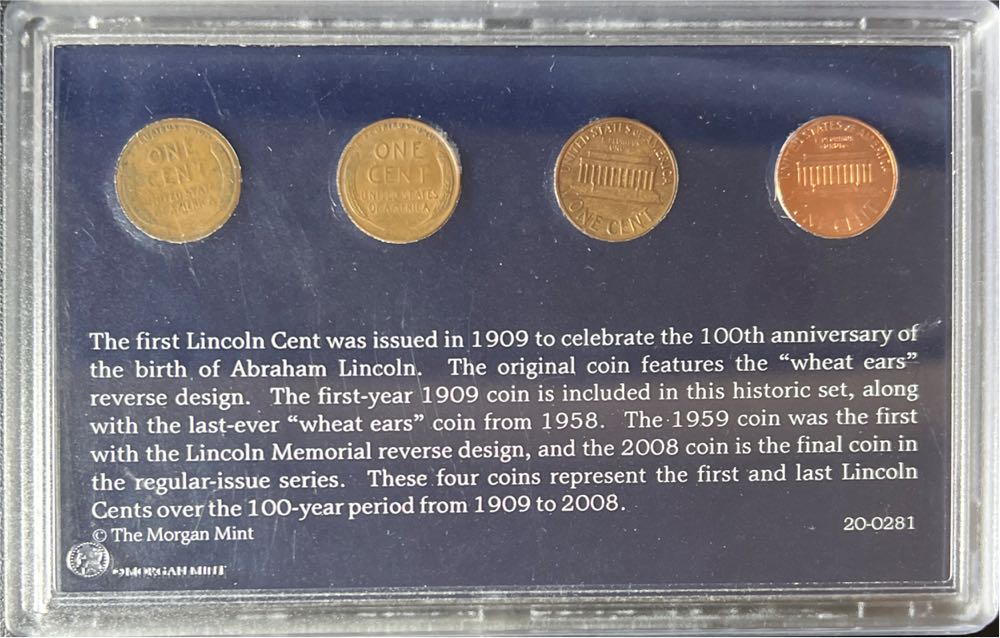 ONE
CENT
UNITED STATES
OF AMERICA
ONE
CENT
UNITED STATES
OF AMERICA
UNITED STATES OF AMERICA
ONE CENT
UNITED STATES OF AMERICA
ONE CENT
The first Lincoln Cent was issued in 1909 to celebrate the 100th anniversary of
the birth of Abraham Lincoln. The original coin features the “wheat ears”
reverse design. The first-year 1909 coin is included in this historic set, along
with the last-ever “wheat ears” coin from 1958. The 1959 coin was the first
with the Lincoln Memorial reverse design, and the 2008 coin is the final coin in
the regular-issue series. These four coins represent the first and last Lincoln
Cents over the 100-year period from 1909 to 2008.
© The Morgan Mint
20-0281
MORGAN MINT